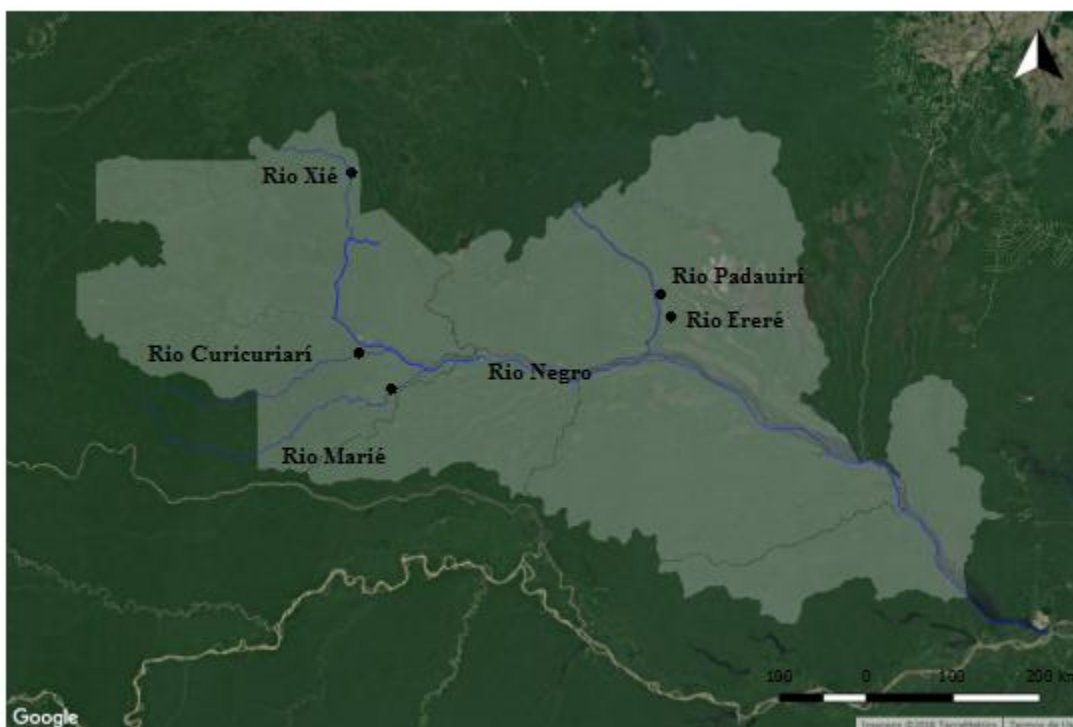 Rio Xié
Rio Padauirí
Rio Ereré
Rio Curicuriarí
Rio Negro
Rio Marié
100 0 100 200 km
Google